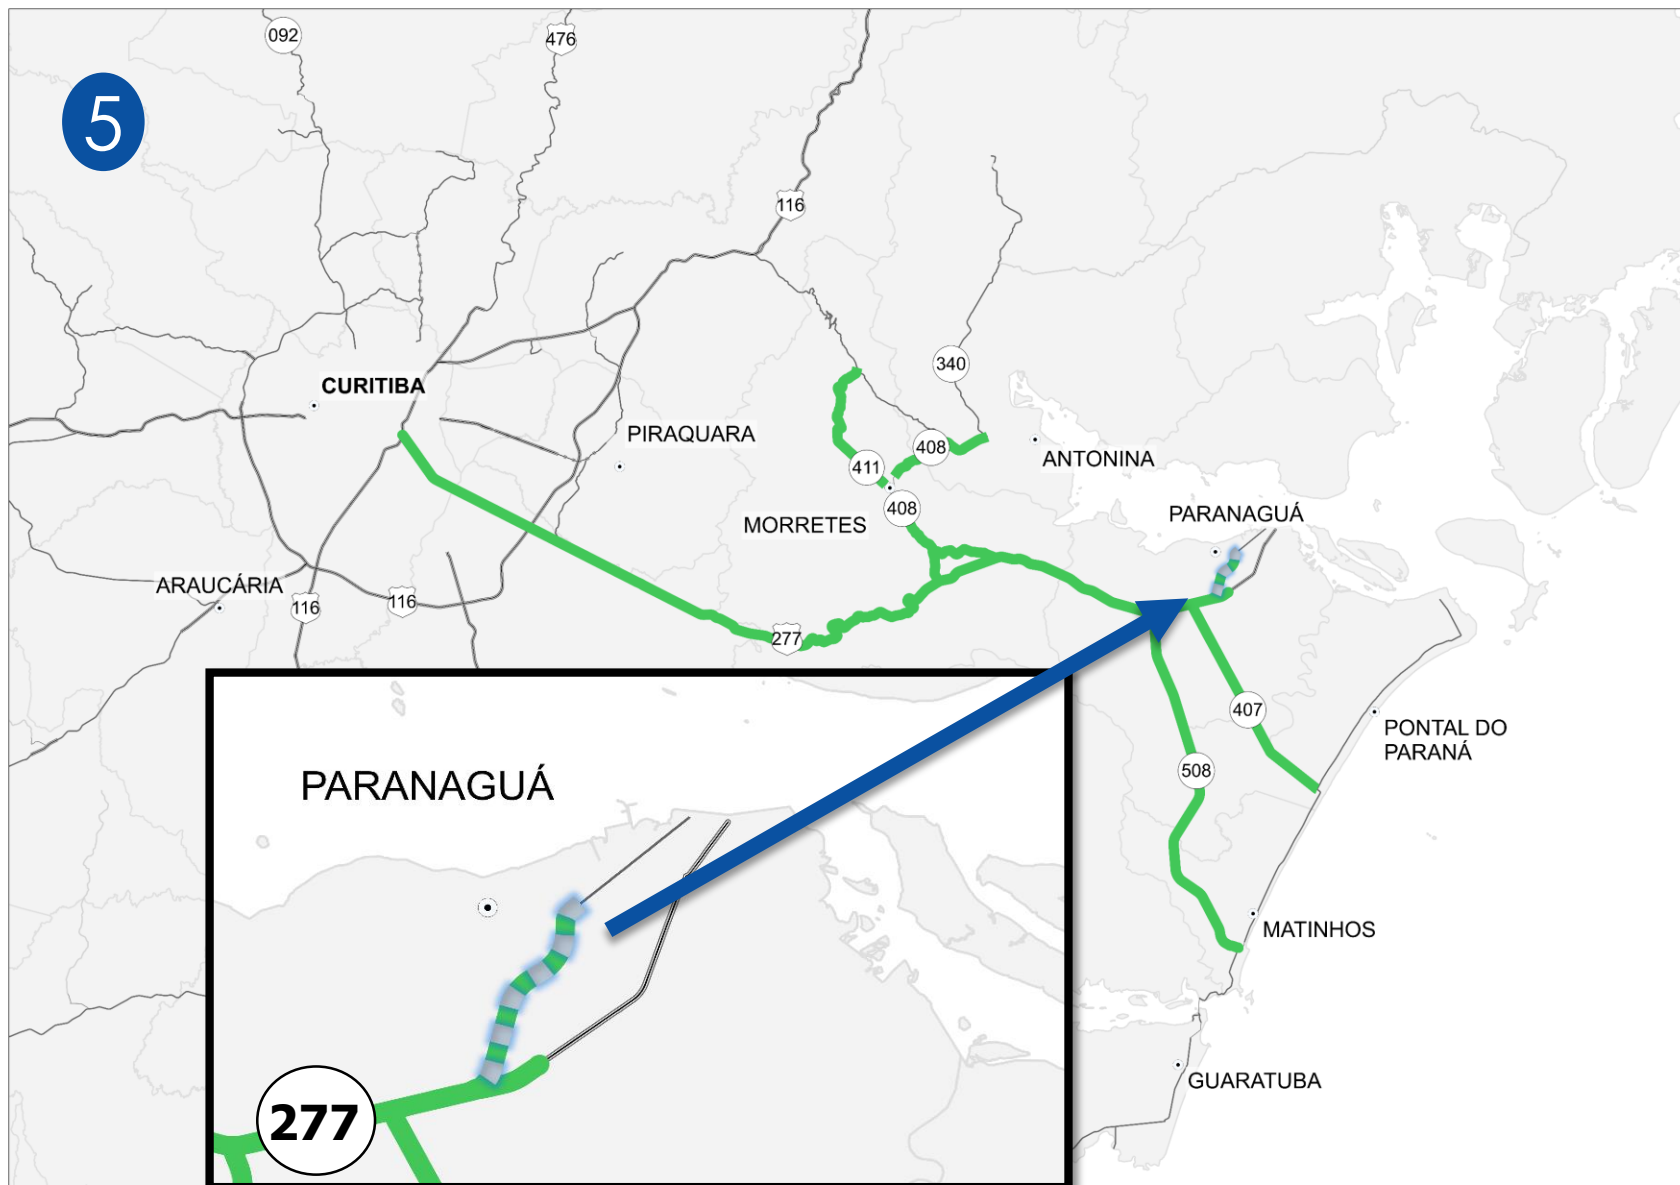 092
476
5
116
340
CURITIBA
PIRAQUARA
408
ANTONINA
411
408
PARANAGUÁ
MORRETES
ARAUCÁRIA
116
116
277
407
PONTAL DO
PARANÁ
508
PARANAGUÁ
MATINHOS
GUARATUBA
277